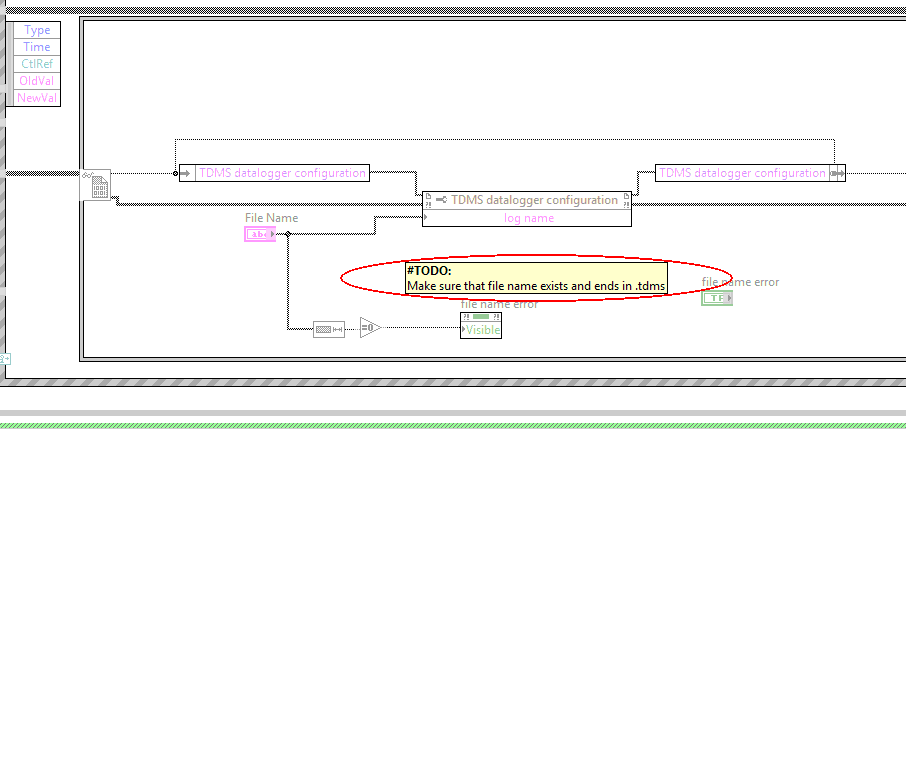 Type
Time
CtlRef
OldVal
NewVal
TDMS datalogger configuration
TDMS datalogger configuration
TDMS datalogger configuration
log name
File Name
abc
#TODO:
Make sure that file name exists and ends in .tdms
file name error
TF
file name error
Visible
=0